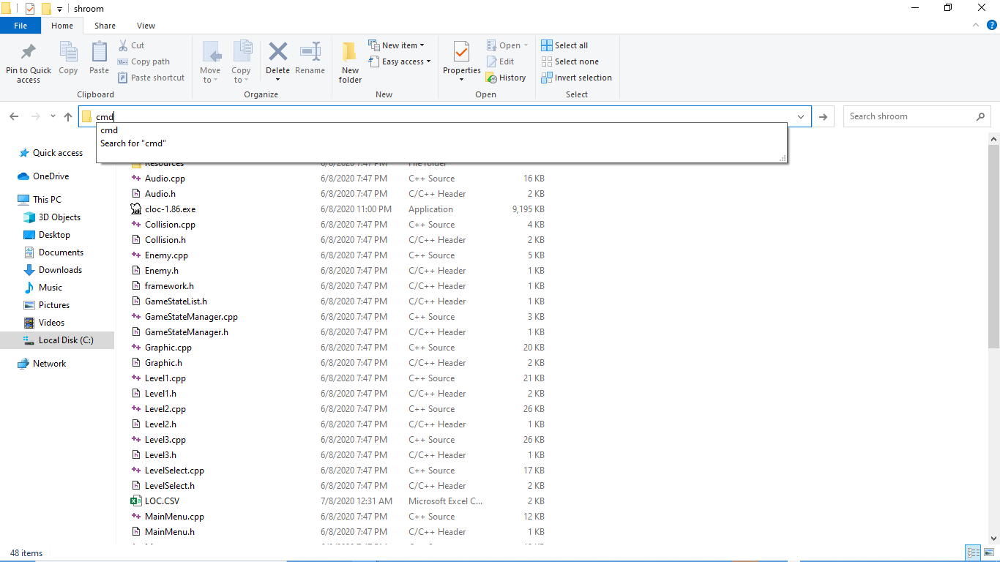 shroom
File Home Share View
Pin to Quick access
Copy
Paste
Cut
Copy path
Paste shortcut
Clipboard
Move to
Copy to
Delete
Rename
Organize
New folder
New item
Easy access
New
Properties
Open
Edit
History
Open
Select all
Select none
Invert selection
Select
cmd
Search shroom
cmd
Search for "cmd"
Quick access
OneDrive
This PC
3D Objects
Desktop
Documents
Downloads
Music
Pictures
Videos
Local Disk (C:)
Network
Resources 6/8/2020 7:47 PM File folder
Audio.cpp 6/8/2020 7:47 PM C++ Source 16 KB
Audio.h 6/8/2020 7:47 PM C/C++ Header 2 KB
cloc-1.86.exe 6/8/2020 11:00 PM Application 9,195 KB
Collision.cpp 6/8/2020 7:47 PM C++ Source 4 KB
Collision.h 6/8/2020 7:47 PM C/C++ Header 2 KB
Enemy.cpp 6/8/2020 7:47 PM C++ Source 5 KB
Enemy.h 6/8/2020 7:47 PM C/C++ Header 1 KB
framework.h 6/8/2020 7:47 PM C/C++ Header 1 KB
GameStateList.h 6/8/2020 7:47 PM C/C++ Header 1 KB
GameStateManager.cpp 6/8/2020 7:47 PM C++ Source 3 KB
GameStateManager.h 6/8/2020 7:47 PM C/C++ Header 1 KB
Graphic.cpp 6/8/2020 7:47 PM C++ Source 20 KB
Graphic.h 6/8/2020 7:47 PM C/C++ Header 2 KB
Level1.cpp 6/8/2020 7:47 PM C++ Source 21 KB
Level1.h 6/8/2020 7:47 PM C/C++ Header 2 KB
Level2.cpp 6/8/2020 7:47 PM C++ Source 26 KB
Level2.h 6/8/2020 7:47 PM C/C++ Header 1 KB
Level3.cpp 6/8/2020 7:47 PM C++ Source 26 KB
Level3.h 6/8/2020 7:47 PM C/C++ Header 1 KB
LevelSelect.cpp 6/8/2020 7:47 PM C++ Source 17 KB
LevelSelect.h 6/8/2020 7:47 PM C/C++ Header 2 KB
LOC.CSV 7/8/2020 12:31 AM Microsoft Excel C... 2 KB
MainMenu.cpp 6/8/2020 7:47 PM C++ Source 12 KB
MainMenu.h 6/8/2020 7:47 PM C/C++ Header 1 KB
48 items